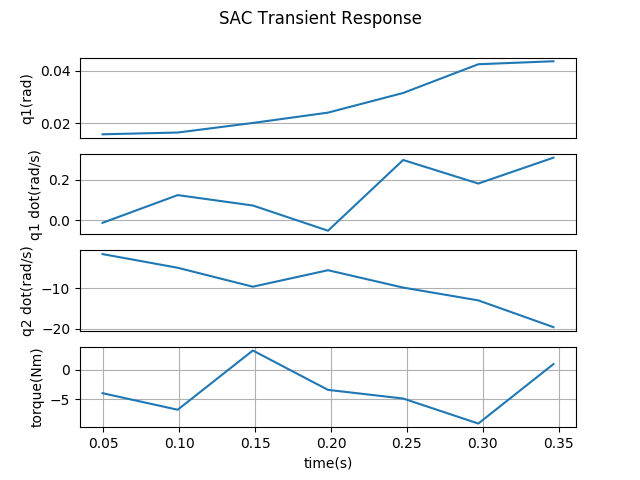 SAC Transient Response
q1(rad)
0.04
0.02
q1 dot(rad/s)
0.2
0.0
q2 dot(rad/s)
−10
−20
torque(Nm)
0
−5
0.05 0.10 0.15 0.20 0.25 0.30 0.35
time(s)